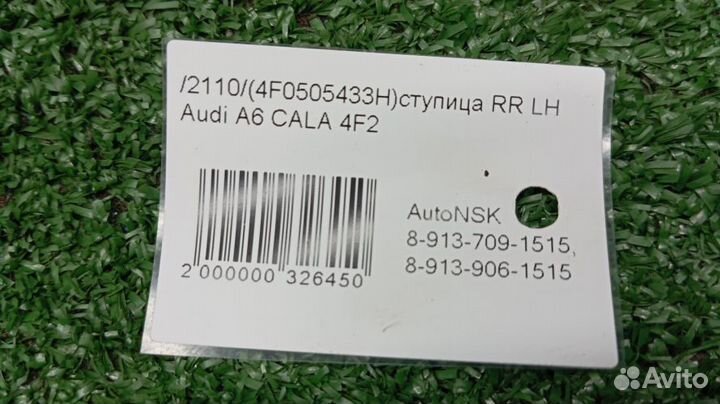 /2110/(4F0505433H)ступица RR LH
Audi A6 CALA 4F2
AutoNSK
8-913-709-1515,
8-913-906-1515
2 000000 326450
Avito